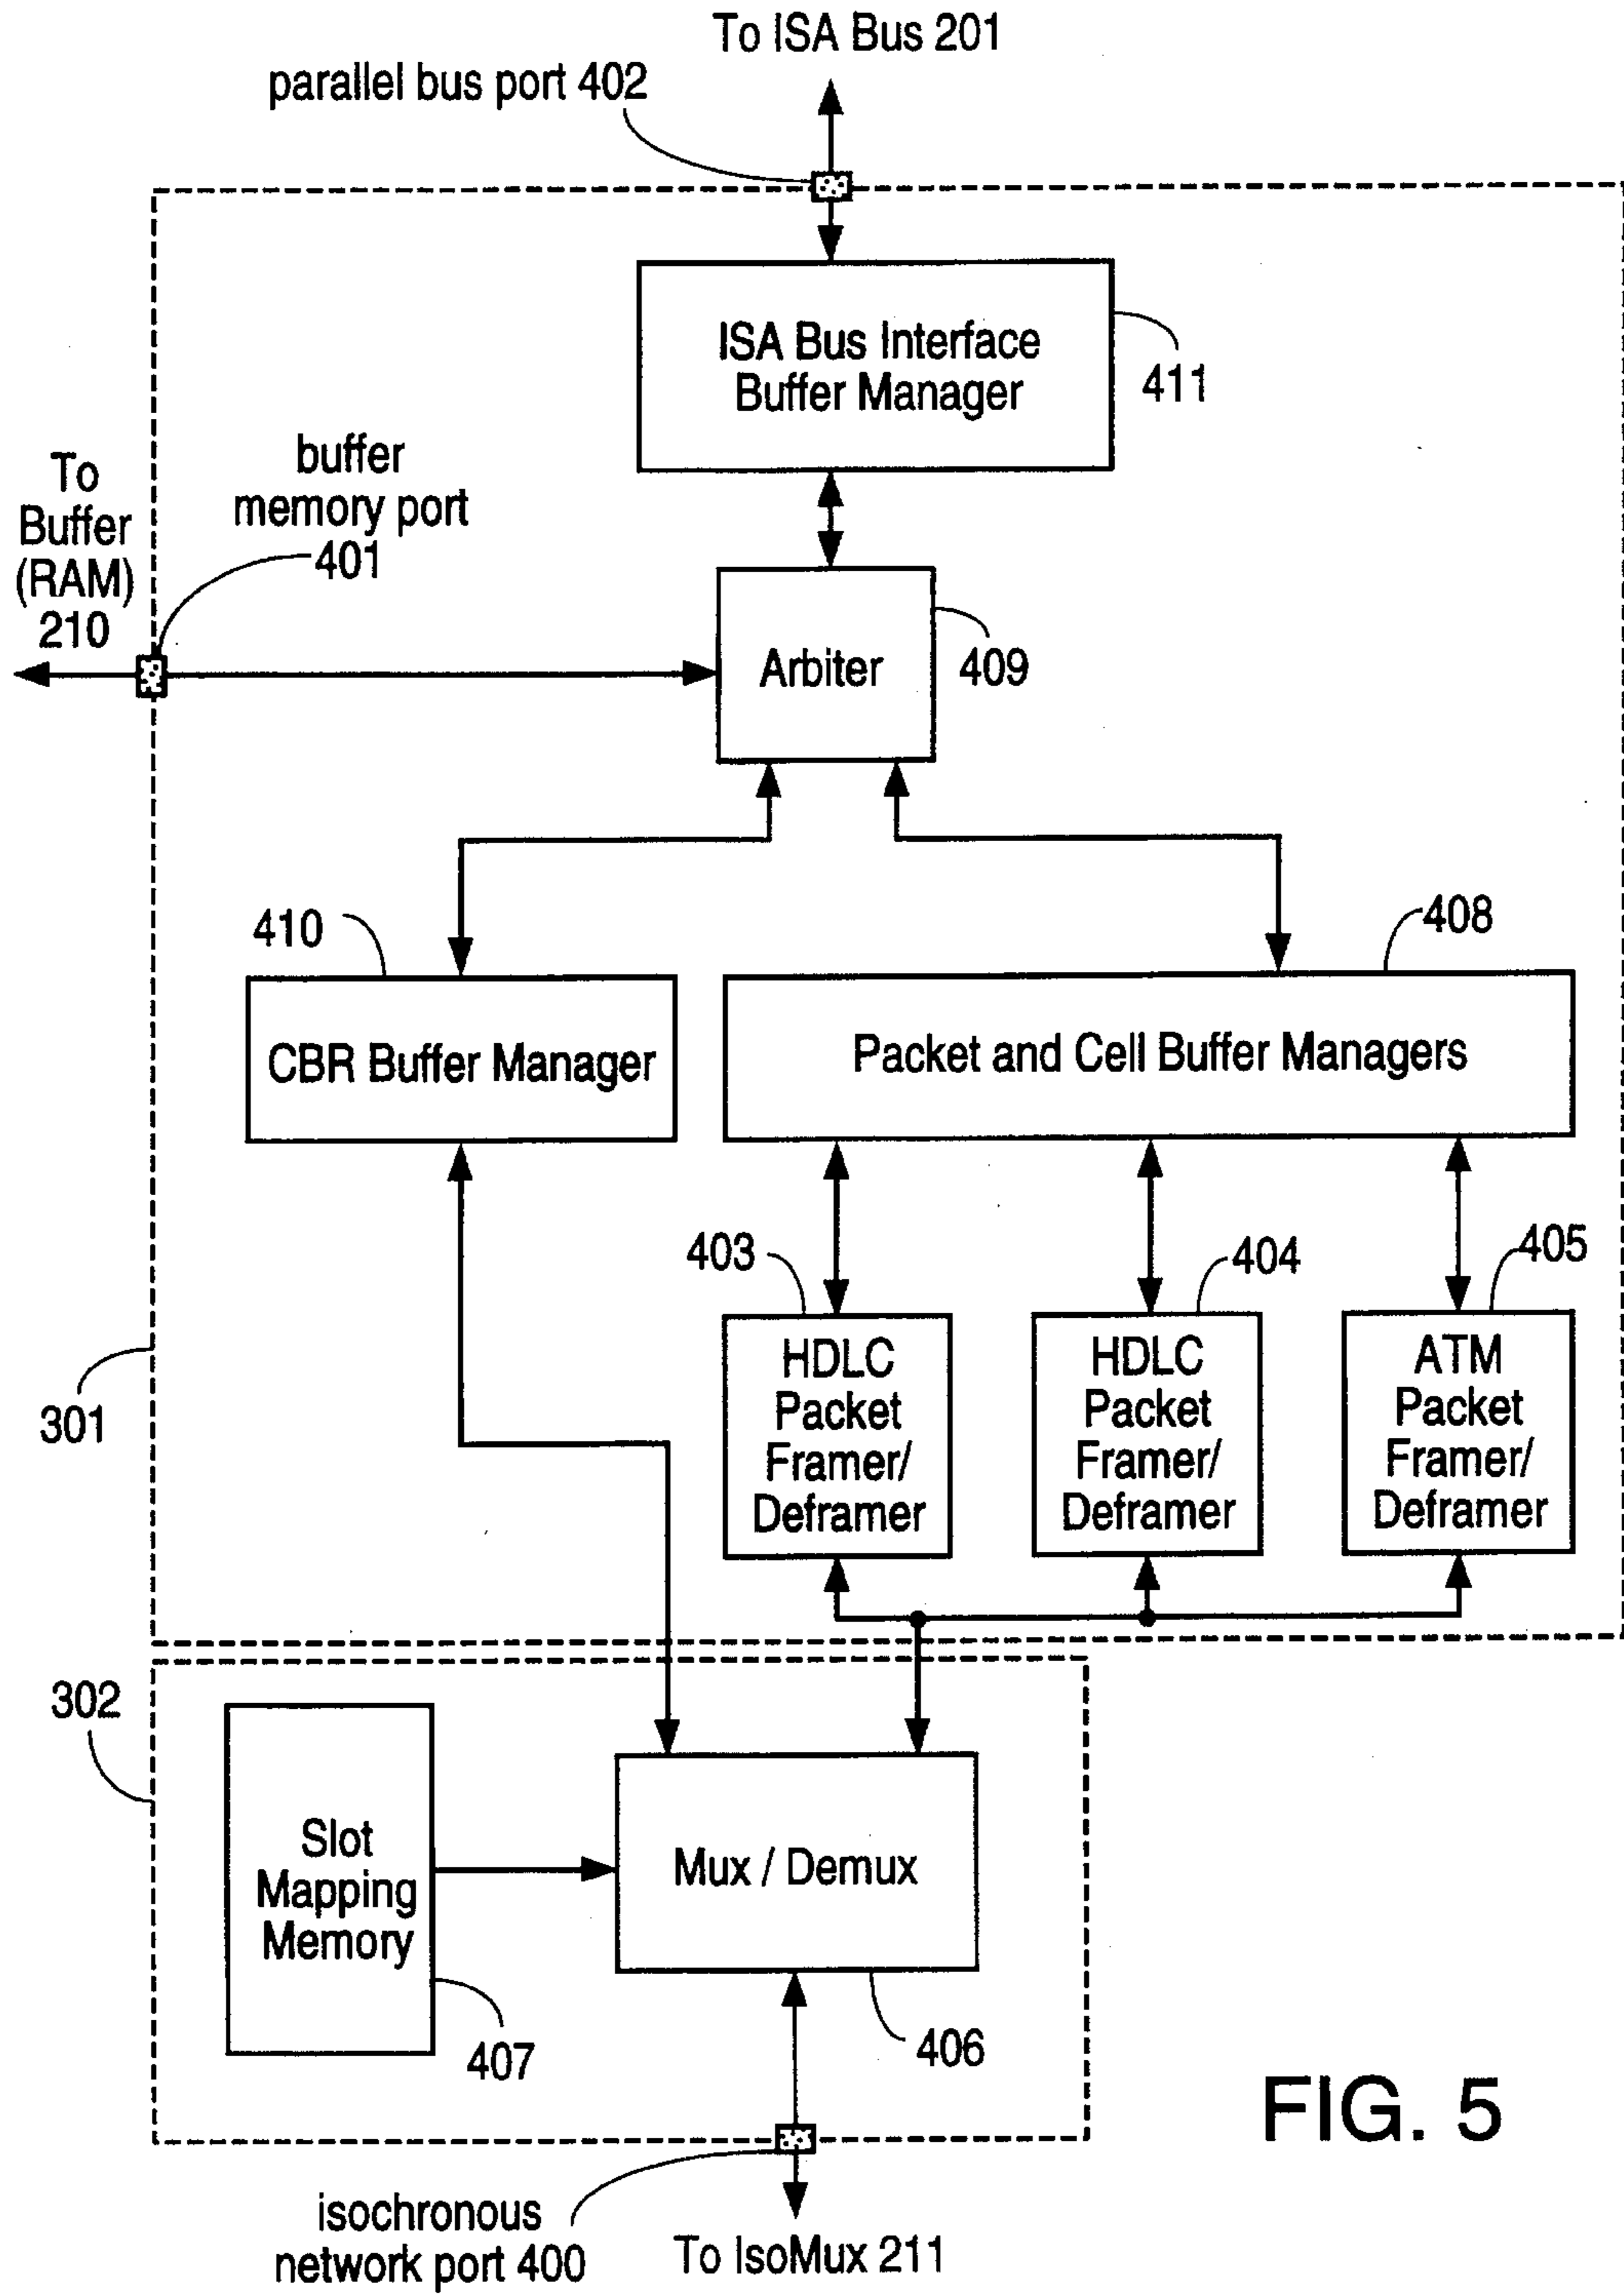 To ISA Bus 201
parallel bus port 402
ISA Bus Interface
Buffer Manager
411
To
Buffer
(RAM)
210
buffer
memory port
401
Arbiter
409
410
408
CBR Buffer Manager
Packet and Cell Buffer Managers
403
404
405
HDLC
Packet
Framer/
Deframer
HDLC
Packet
Framer/
Deframer
ATM
Packet
Framer/
Deframer
301
302
Slot
Mapping
Memory
Mux / Demux
407
406
FIG. 5
isochronous
network port 400
To IsoMux 211